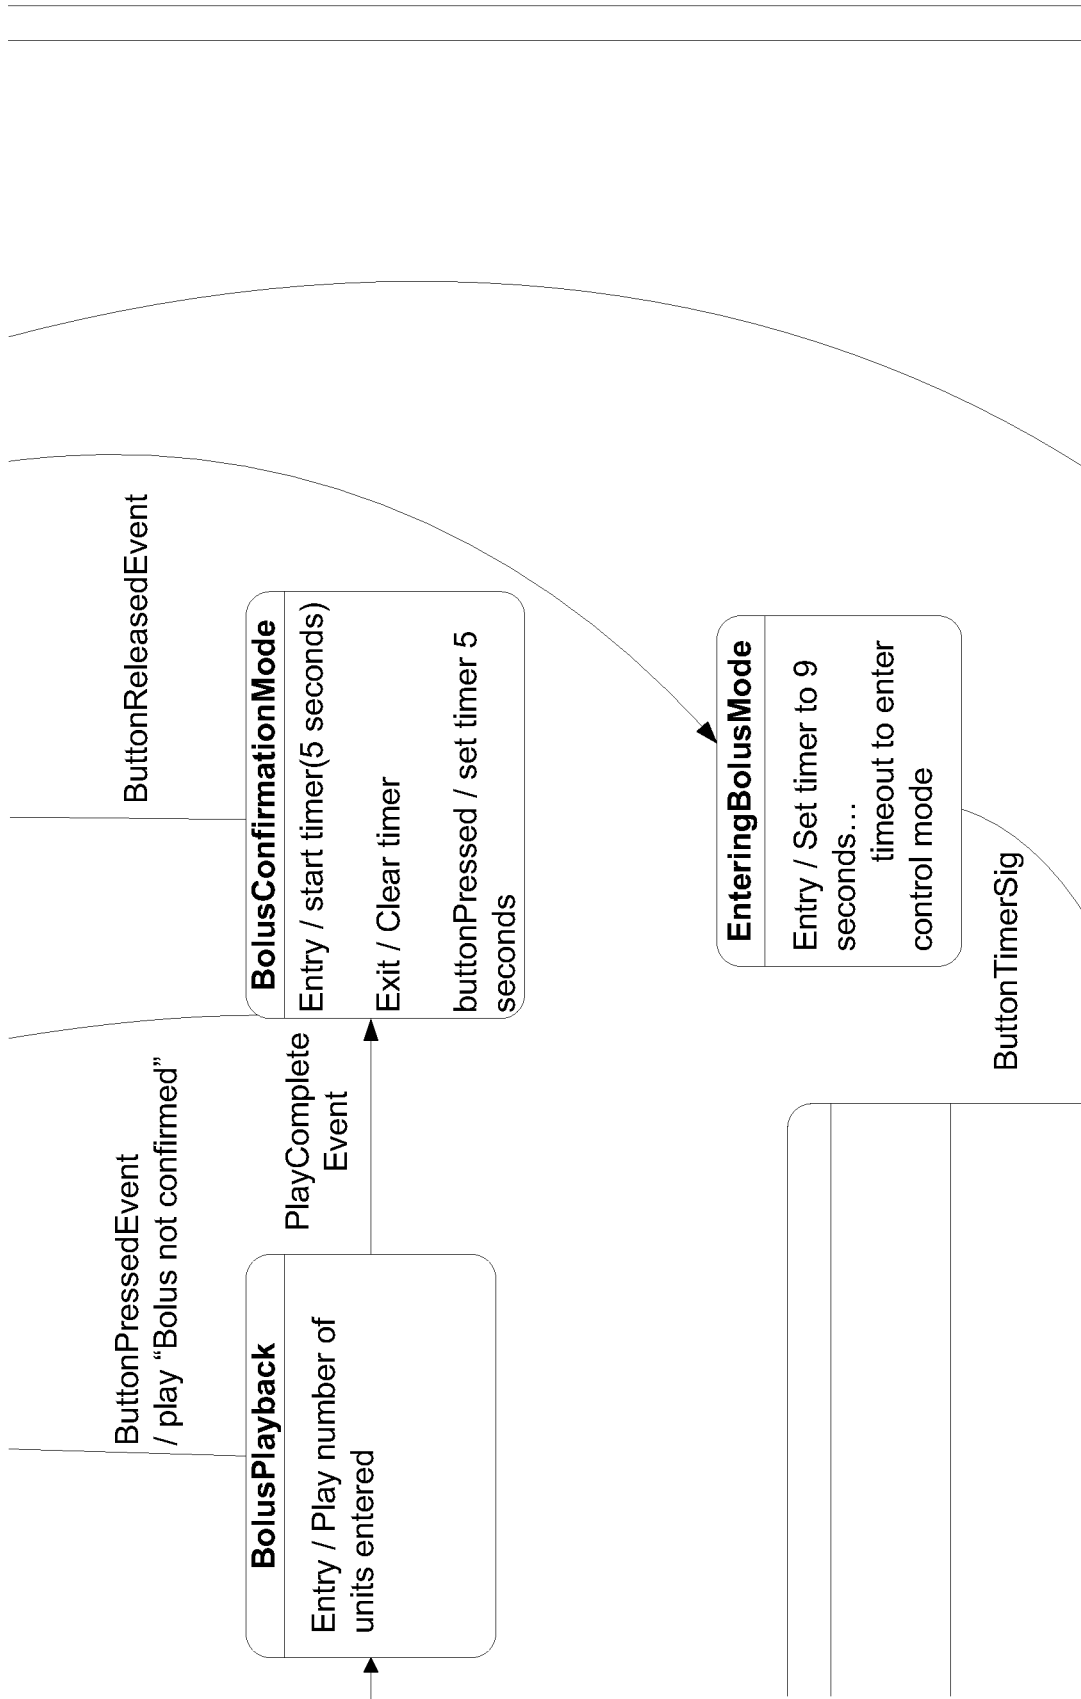 ButtonPressedEvent
/ play “Bolus not confirmed”
ButtonReleasedEvent
BolusPlayback
Entry / Play number of
units entered
PlayComplete
Event
BolusConfirmationMode
Entry / start timer(5 seconds)
Exit / Clear timer
buttonPressed / set timer 5
seconds
EnteringBolusMode
Entry / Set timer to 9
seconds…
timeout to enter
control mode
ButtonTimerSig